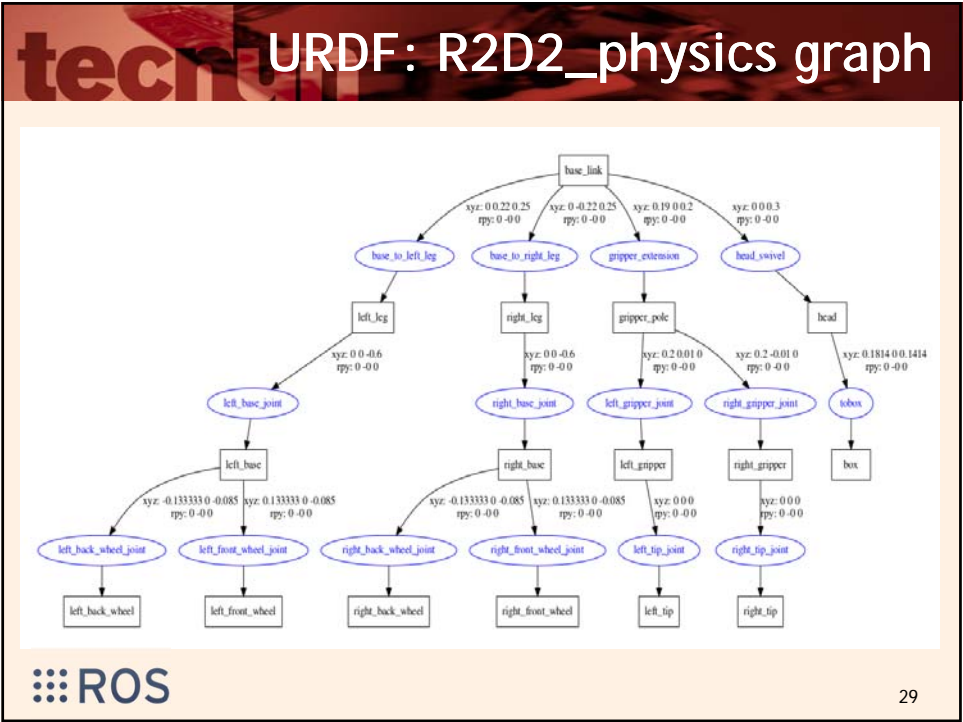 tecnun
URDF: R2D2_physics graph
base_link
xyz: 0 0.22 0.25
rpy: 0 -0 0
xyz: 0 -0.22 0.25
rpy: 0 -0 0
xyz: 0.19 0 0.2
rpy: 0 -0 0
xyz: 0 0 0.3
rpy: 0 -0 0
base_to_left_leg
base_to_right_leg
gripper_extension
head_swivel
left_leg
right_leg
gripper_pole
head
xyz: 0 0 -0.6
rpy: 0 -0 0
xyz: 0 0 -0.6
rpy: 0 -0 0
xyz: 0.2 0.01 0
rpy: 0 -0 0
xyz: 0.2 -0.01 0
rpy: 0 -0 0
xyz: 0.1814 0 0.1414
rpy: 0 -0 0
left_base_joint
right_base_joint
left_gripper_joint
right_gripper_joint
tobox
left_base
right_base
left_gripper
right_gripper
box
xyz: -0.133333 0 -0.085
rpy: 0 -0 0
xyz: 0.133333 0 -0.085
rpy: 0 -0 0
xyz: -0.133333 0 -0.085
rpy: 0 -0 0
xyz: 0.133333 0 -0.085
rpy: 0 -0 0
xyz: 0 0 0
rpy: 0 -0 0
xyz: 0 0 0
rpy: 0 -0 0
left_back_wheel_joint
left_front_wheel_joint
right_back_wheel_joint
right_front_wheel_joint
left_tip_joint
right_tip_joint
left_back_wheel
left_front_wheel
right_back_wheel
right_front_wheel
left_tip
right_tip
ROS
29